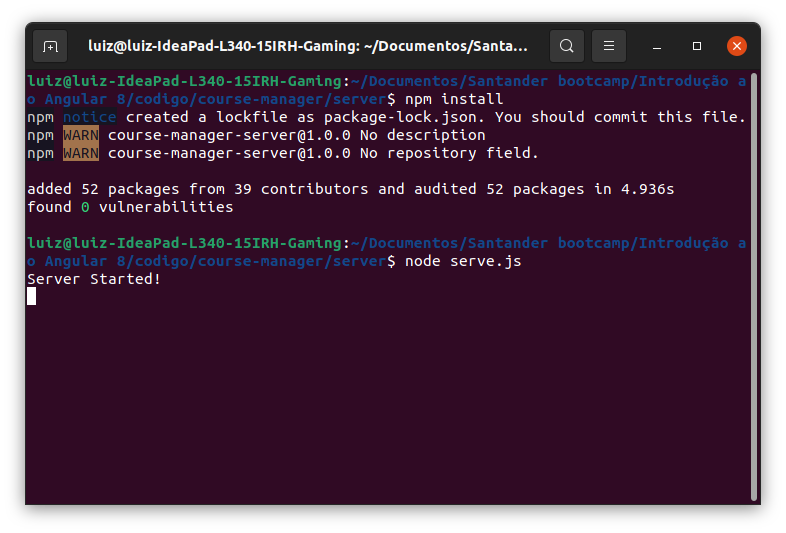 luiz@luiz-IdeaPad-L340-15IRH-Gaming: ~/Documentos/Santa...
luiz@luiz-IdeaPad-L340-15IRH-Gaming:~/Documentos/Santander bootcamp/Introdução a
o Angular 8/codigo/course-manager/server$ npm install
npm notice created a lockfile as package-lock.json. You should commit this file.
npm WARN course-manager-server@1.0.0 No description
npm WARN course-manager-server@1.0.0 No repository field.
added 52 packages from 39 contributors and audited 52 packages in 4.936s
found 0 vulnerabilities
luiz@luiz-IdeaPad-L340-15IRH-Gaming:~/Documentos/Santander bootcamp/Introdução a
o Angular 8/codigo/course-manager/server$ node serve.js
Server Started!